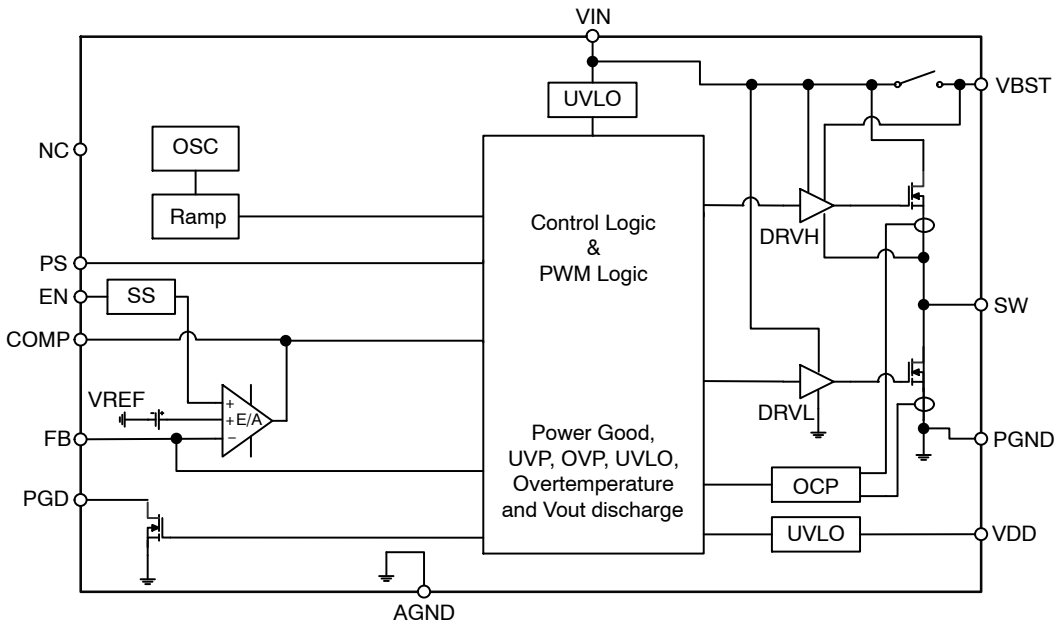 VIN
UVLO
VBST
NC
OSC
Ramp
Control Logic
&
PWM Logic
DRVH
PS
EN
SS
SW
COMP
VREF
+
+E/A
−
FB
DRVL
Power Good,
UVP, OVP, UVLO,
Overtemperature
and Vout discharge
PGND
PGD
OCP
UVLO
VDD
AGND